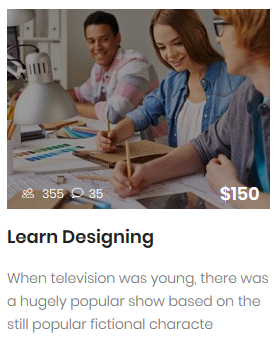 355 35 $150
Learn Designing
When television was young, there was
a hugely popular show based on the
still popular fictional characte